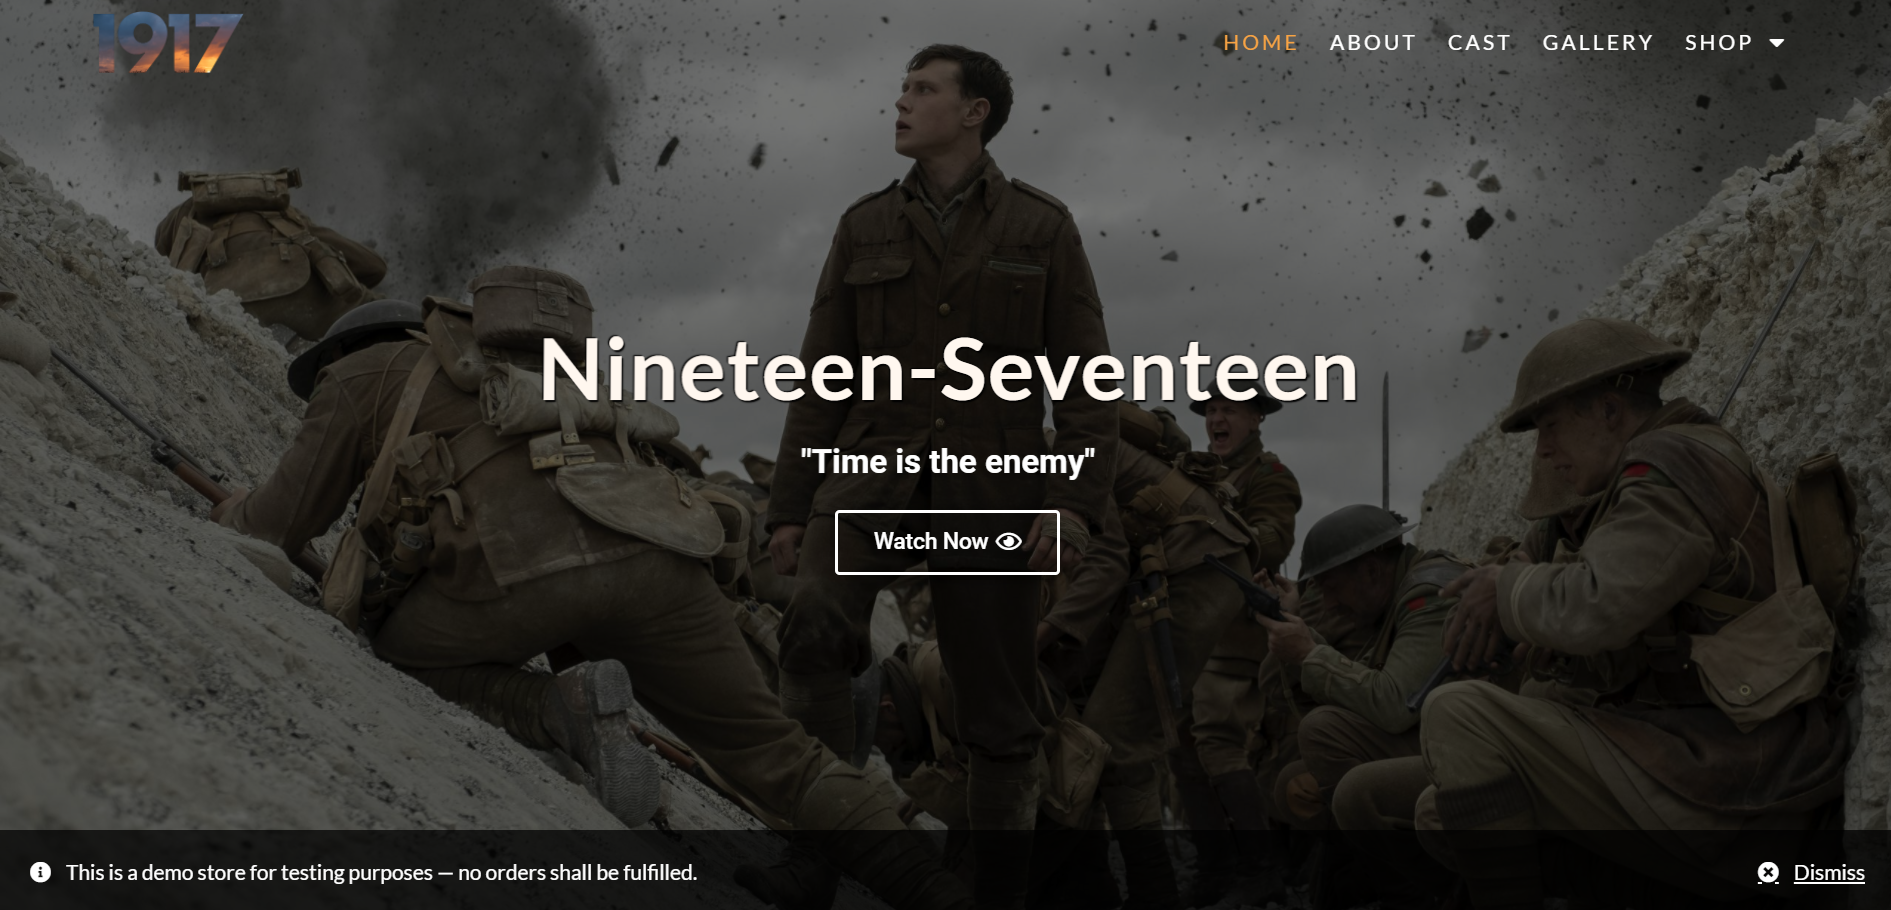 1917
HOME ABOUT CAST GALLERY SHOP
Nineteen-Seventeen
"Time is the enemy"
Watch Now
This is a demo store for testing purposes — no orders shall be fulfilled.
Dismiss